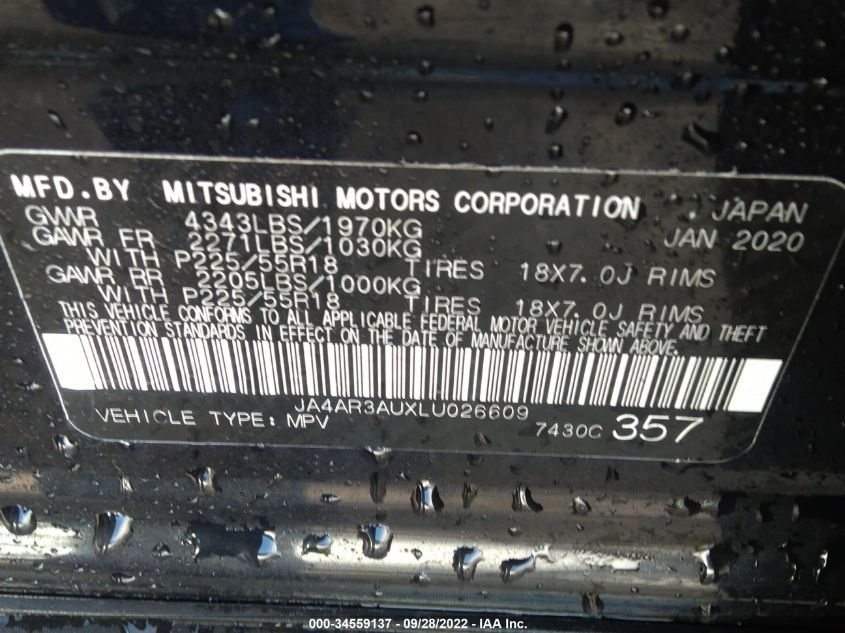 MFD.BY MITSUBISHI MOTORS CORPORATION JAPAN
GVWR 4343LBS/1970KG JAN 2020
GAWR FR 2271LBS/1030KG
WITH P225/55R18 TIRES 18X7.0J RIMS
GAWR RR 2205LBS/1000KG
WITH P225/55R18 TIRES 18X7.0J RIMS
THIS VEHICLE CONFORMS TO ALL APPLICABLE FEDERAL MOTOR VEHICLE SAFETY AND THEFT
PREVENTION STANDARDS IN EFFECT ON THE DATE OF MANUFACTURE SHOWN ABOVE.
JA4AR3AUXLU026609
VEHICLE TYPE: MPV 7430C 357
000-34559137 - 09/28/2022 - IAA Inc.